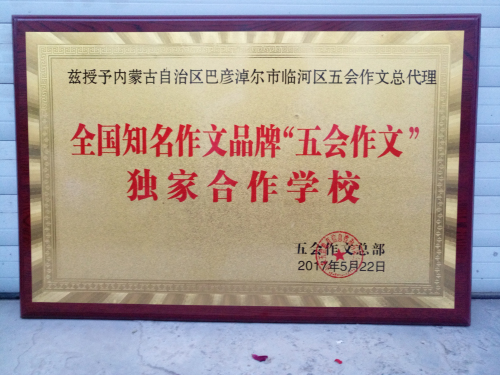 兹授予内蒙古自治区巴彦淖尔市临河区五会作文总代理
全国知名作文品牌“五会作文”
独家合作学校
五会作文总部
2017年5月22日